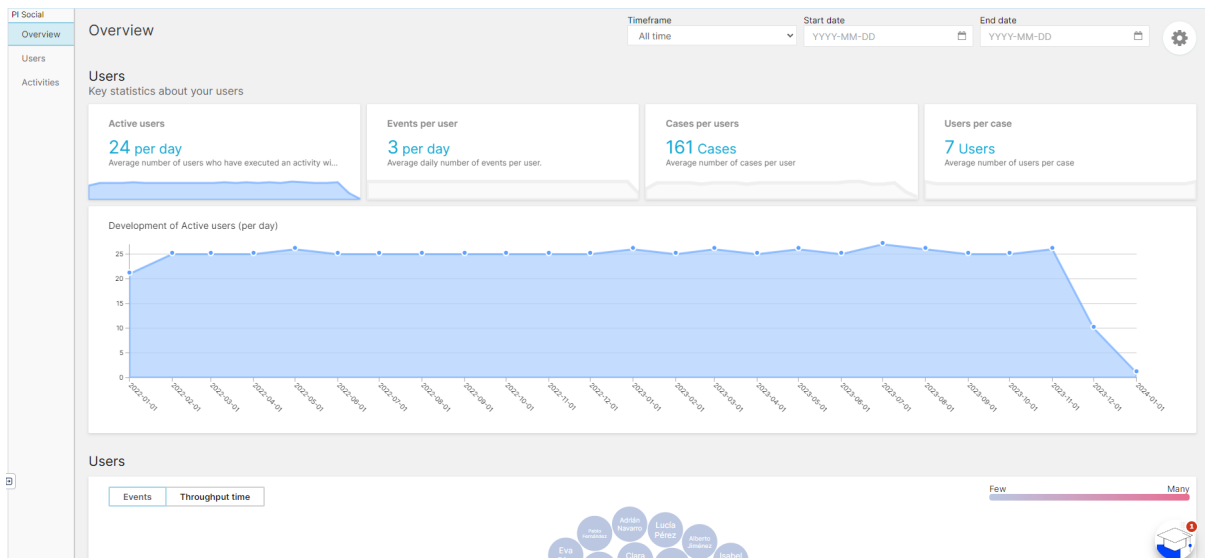 PI Social
Overview
Users
Activities
Overview
Timeframe
All time
Start date
YYYY-MM-DD
End date
YYYY-MM-DD
Users
Key statistics about your users
Active users
24 per day
Average number of users who have executed an activity wi...
Events per user
3 per day
Average daily number of events per user.
Cases per users
161 Cases
Average number of cases per user
Users per case
7 Users
Average number of users per case
Development of Active users (per day)
25
20
15
10
5
0
2022-01-01
2022-02-01
2022-03-01
2022-04-01
2022-05-01
2022-06-01
2022-07-01
2022-08-01
2022-09-01
2022-10-01
2022-11-01
2022-12-01
2023-01-01
2023-02-01
2023-03-01
2023-04-01
2023-05-01
2023-06-01
2023-07-01
2023-08-01
2023-09-01
2023-10-01
2023-11-01
2023-12-01
2024-01-01
Users
Events
Throughput time
Few
Many
Adrián
Navarro
Lucía
Pérez
Alberto
Jiménez
Eva
Clara
Isabel
1